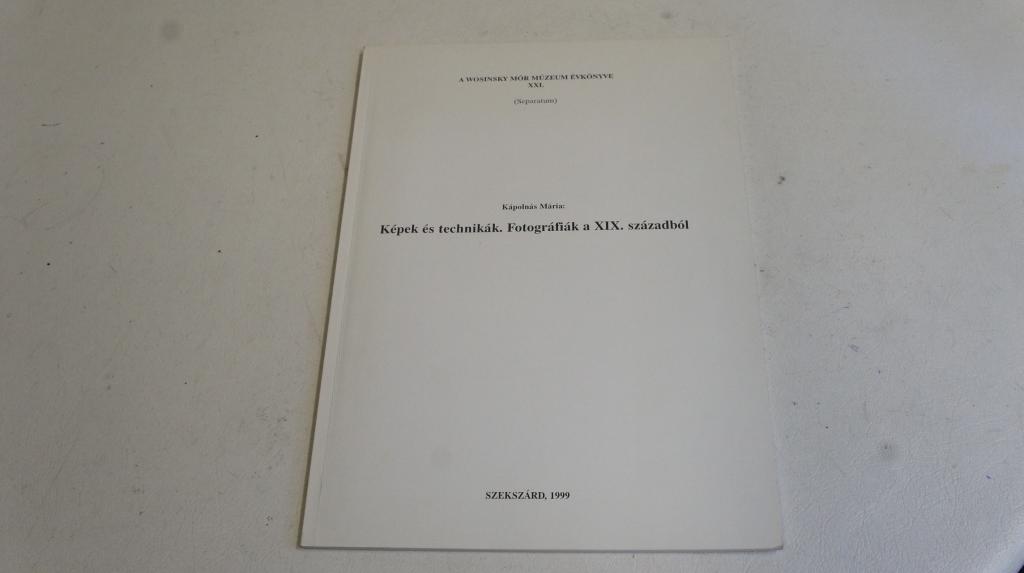 A WOSINSKY MÓR MÚZEUM ÉVKÖNYVE
XXI.
(Separatum)
Kápolnás Mária:
Képek és technikák. Fotográfiák a XIX. századból
SZEKSZÁRD, 1999